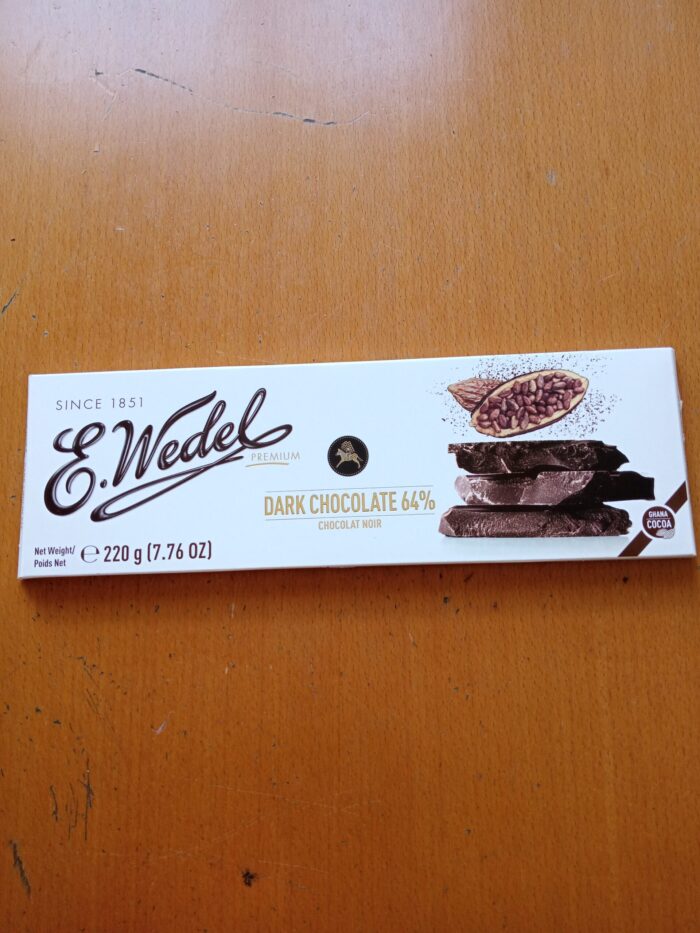 SINCE 1851
E. Wedel
PREMIUM
DARK CHOCOLATE 64%
CHOCOLAT NOIR
Net Weight/
Poids Net
℮ 220 g (7.76 OZ)
GHANA
COCOA